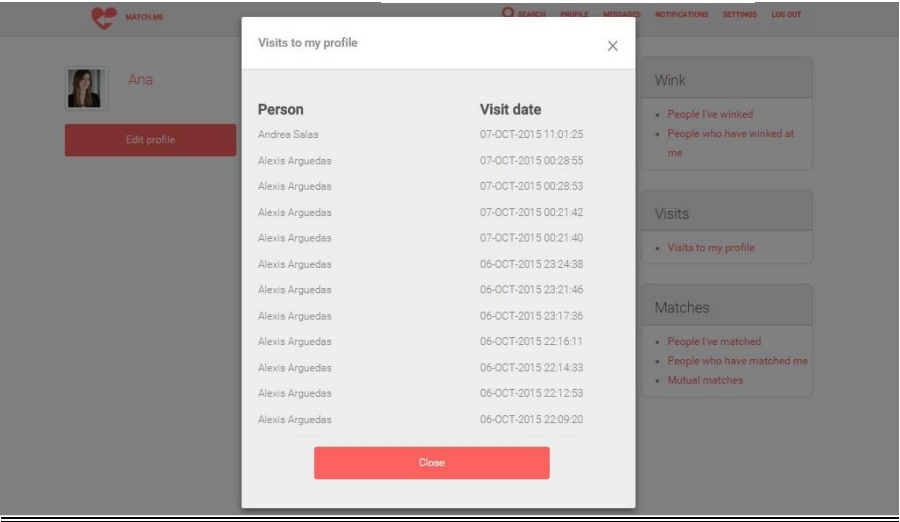 MATCH.ME
SEARCH PROFILE MESSAGES NOTIFICATIONS SETTINGS LOG OUT
Ana
Edit profile
Visits to my profile
Person Visit date
Andrea Salas 07-OCT-2015 11:01:25
Alexis Arguedas 07-OCT-2015 00:28:55
Alexis Arguedas 07-OCT-2015 00:28:53
Alexis Arguedas 07-OCT-2015 00:21:42
Alexis Arguedas 07-OCT-2015 00:21:40
Alexis Arguedas 06-OCT-2015 23:24:38
Alexis Arguedas 06-OCT-2015 23:21:46
Alexis Arguedas 06-OCT-2015 23:17:36
Alexis Arguedas 06-OCT-2015 22:16:11
Alexis Arguedas 06-OCT-2015 22:14:33
Alexis Arguedas 06-OCT-2015 22:12:53
Alexis Arguedas 06-OCT-2015 22:09:20
Close
Wink
People I've winked
People who have winked at
me
Visits
Visits to my profile
Matches
People I've matched
People who have matched me
Mutual matches